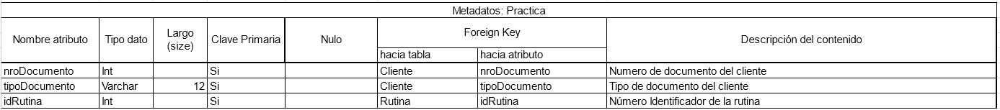 Metadatos: Practica
Nombre atributo Tipo dato Largo (size) Clave Primaria Nulo Foreign Key Descripción del contenido
hacia tabla hacia atributo
nroDocumento Int Si Cliente nroDocumento Numero de documento del cliente
tipoDocumento Varchar 12 Si Cliente tipoDocumento Tipo de documento del cliente
idRutina Int Si Rutina idRutina Número Identificador de la rutina